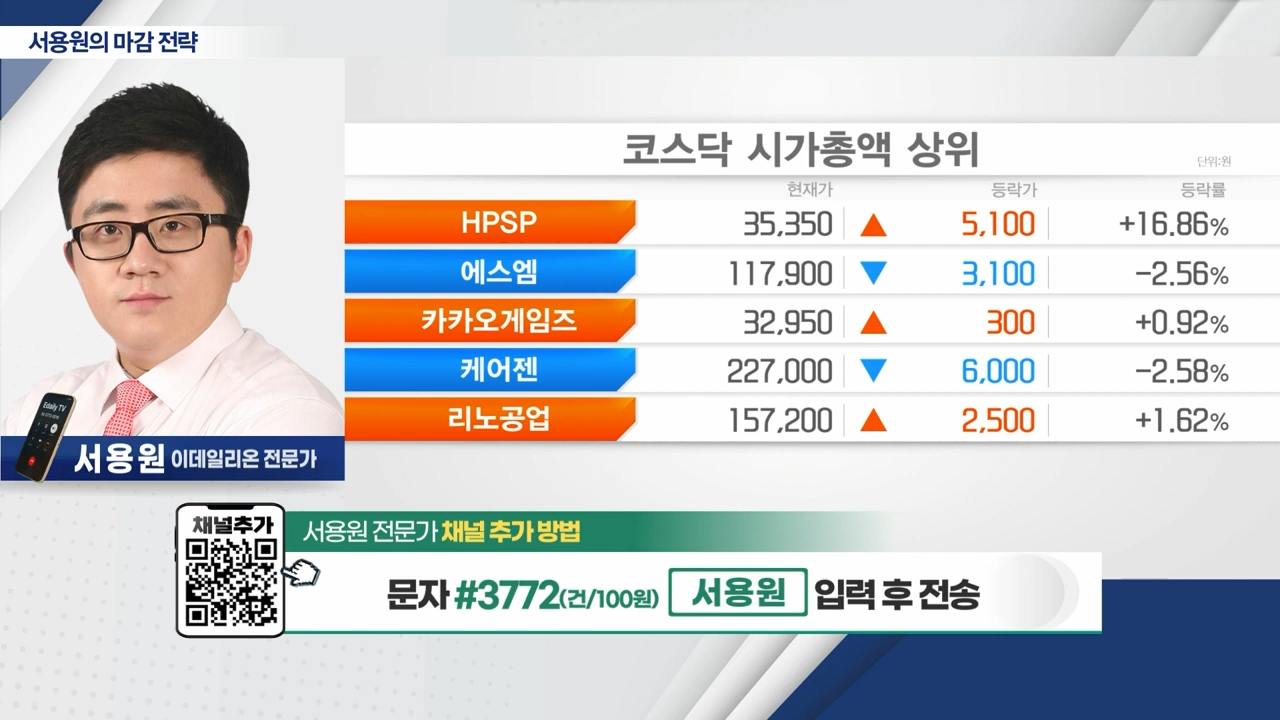 서용원의 마감 전략
코스닥 시가총액 상위
단위:원
현재가 등락가 등락률
HPSP 35,350 ▲ 5,100 +16.86%
에스엠 117,900 ▼ 3,100 -2.56%
카카오게임즈 32,950 ▲ 300 +0.92%
케어젠 227,000 ▼ 6,000 -2.58%
리노공업 157,200 ▲ 2,500 +1.62%
Edaily TV
서용원 이데일리온 전문가
채널추가
서용원 전문가 채널 추가 방법
문자 #3772(건/100원) 서용원 입력 후 전송